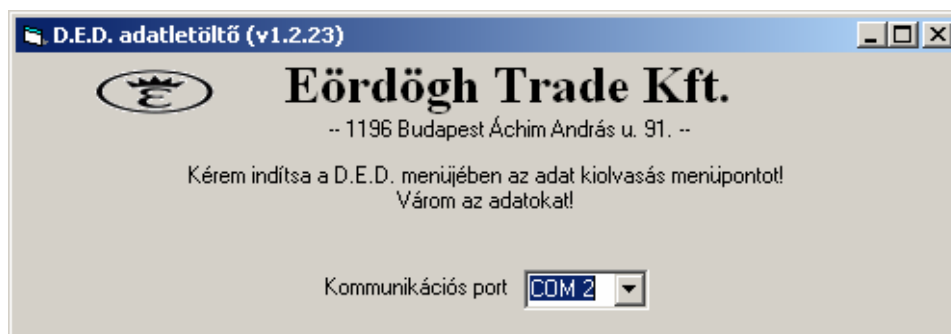 D.E.D. adatletöltő (v1.2.23)
Eördögh Trade Kft.
-- 1196 Budapest Áchim András u. 91. --
Kérem indítsa a D.E.D. menüjében az adat kiolvasás menüpontot!
Várom az adatokat!
Kommunikációs port COM 2